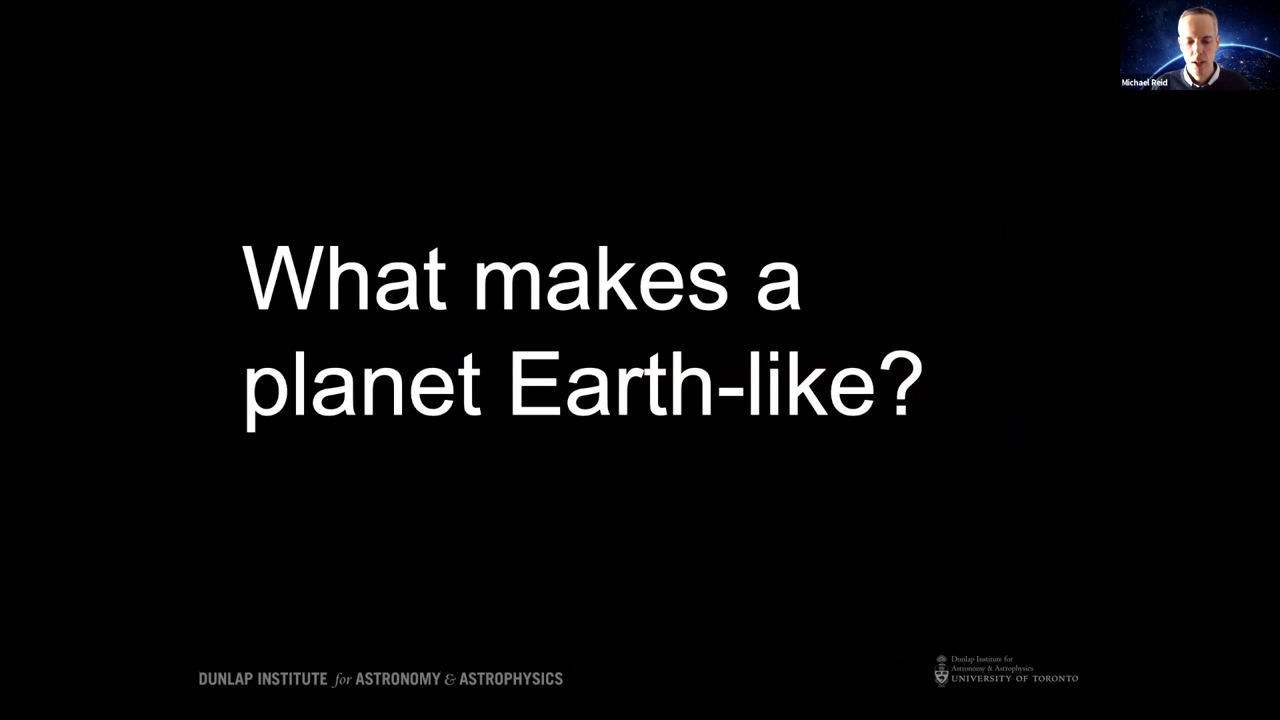 Michael Reid
What makes a
planet Earth-like?
DUNLAP INSTITUTE for ASTRONOMY & ASTROPHYSICS
Dunlap Institute for
Astronomy & Astrophysics
UNIVERSITY OF TORONTO